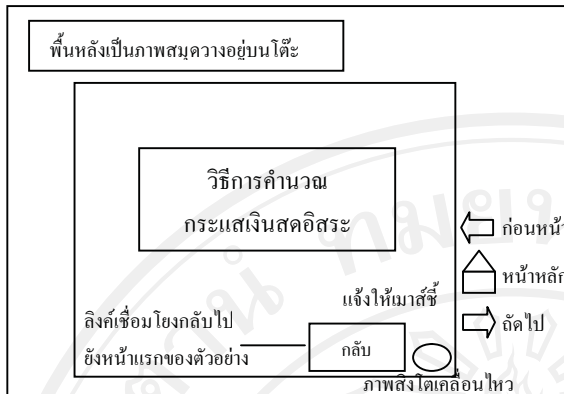 พื้นหลังเป็นภาพสมุดวางอยู่บนโต๊ะ
วิธีการคำนวณ
กระแสเงินสดอิสระ
ก่อนหน้า
หน้าหลัก
แจ้งให้เมาส์ชี้
ถัดไป
ลิงค์เชื่อมโยงกลับไป
ยังหน้าแรกของตัวอย่าง
กลับ
ภาพสิงโตเคลื่อนไหว